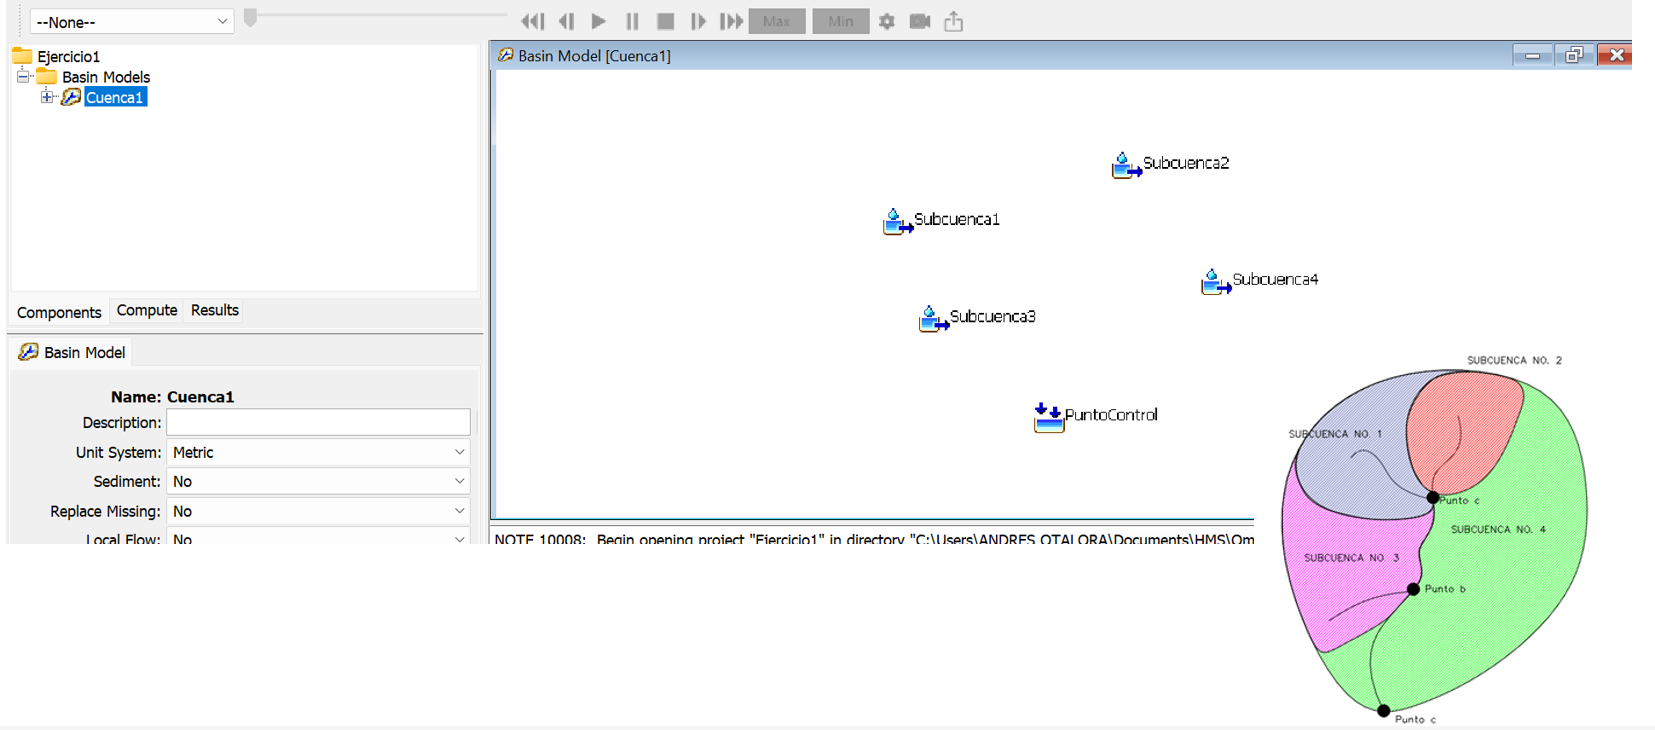 --None--
Max
Min
Ejercicio1
Basin Models
Cuenca1
Components
Compute
Results
Basin Model
Name: Cuenca1
Description:
Unit System: Metric
Sediment: No
Replace Missing: No
Local Flow: No
Basin Model [Cuenca1]
Subcuenca2
Subcuenca1
Subcuenca4
Subcuenca3
PuntoControl
NOTE 10008: Begin opening project "Ejercicio1" in directory "C:\Users\ANDRES OTALORA\Documents\HMS\Om
SUBCUENCA NO. 2
SUBCUENCA NO. 1
Punto c
SUBCUENCA NO. 4
SUBCUENCA NO. 3
Punto b
Punto c